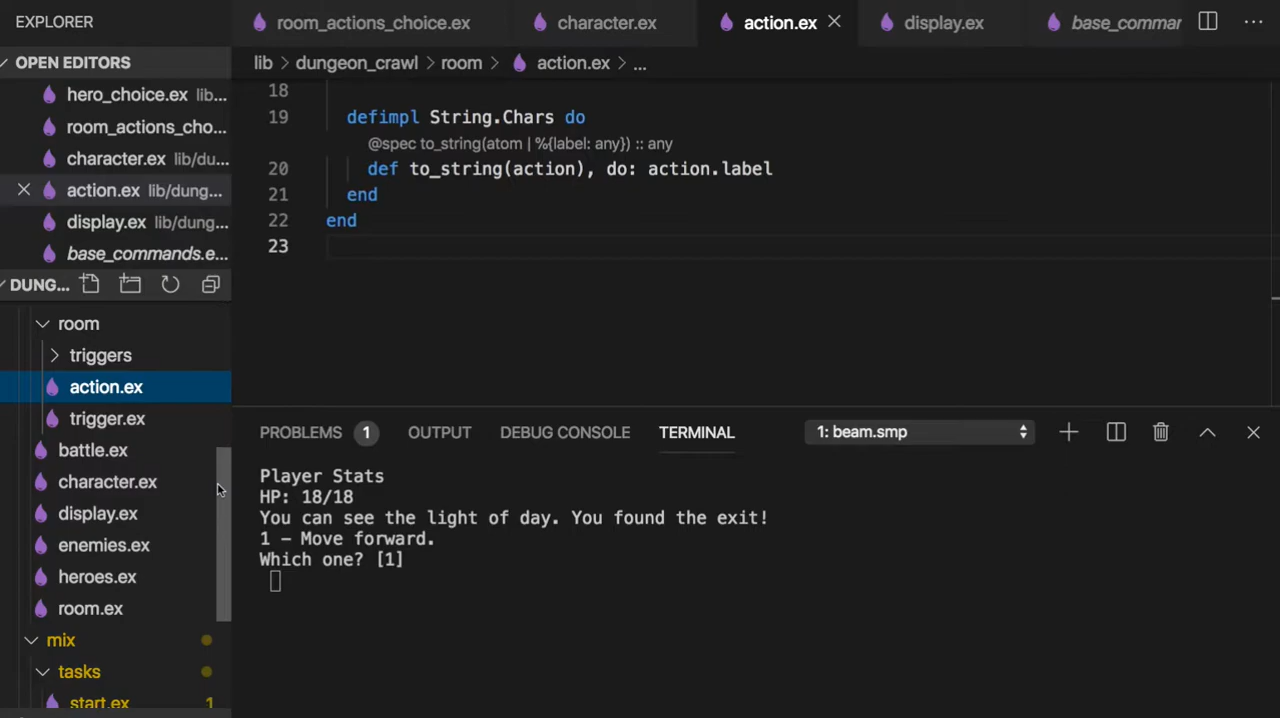 EXPLORER
OPEN EDITORS
hero_choice.ex lib...
room_actions_cho...
character.ex lib/du...
action.ex lib/dung...
display.ex lib/dung...
base_commands.e...
DUNG...
room
triggers
action.ex
trigger.ex
battle.ex
character.ex
display.ex
enemies.ex
heroes.ex
room.ex
mix
tasks
start.ex 1
room_actions_choice.ex character.ex action.ex display.ex base_commar
lib > dungeon_crawl > room > action.ex > ...
18
19 defimpl String.Chars do
@spec to_string(atom | %{label: any}) :: any
20 def to_string(action), do: action.label
21 end
22 end
23
PROBLEMS 1 OUTPUT DEBUG CONSOLE TERMINAL 1: beam.smp
Player Stats
HP: 18/18
You can see the light of day. You found the exit!
1 - Move forward.
Which one? [1]